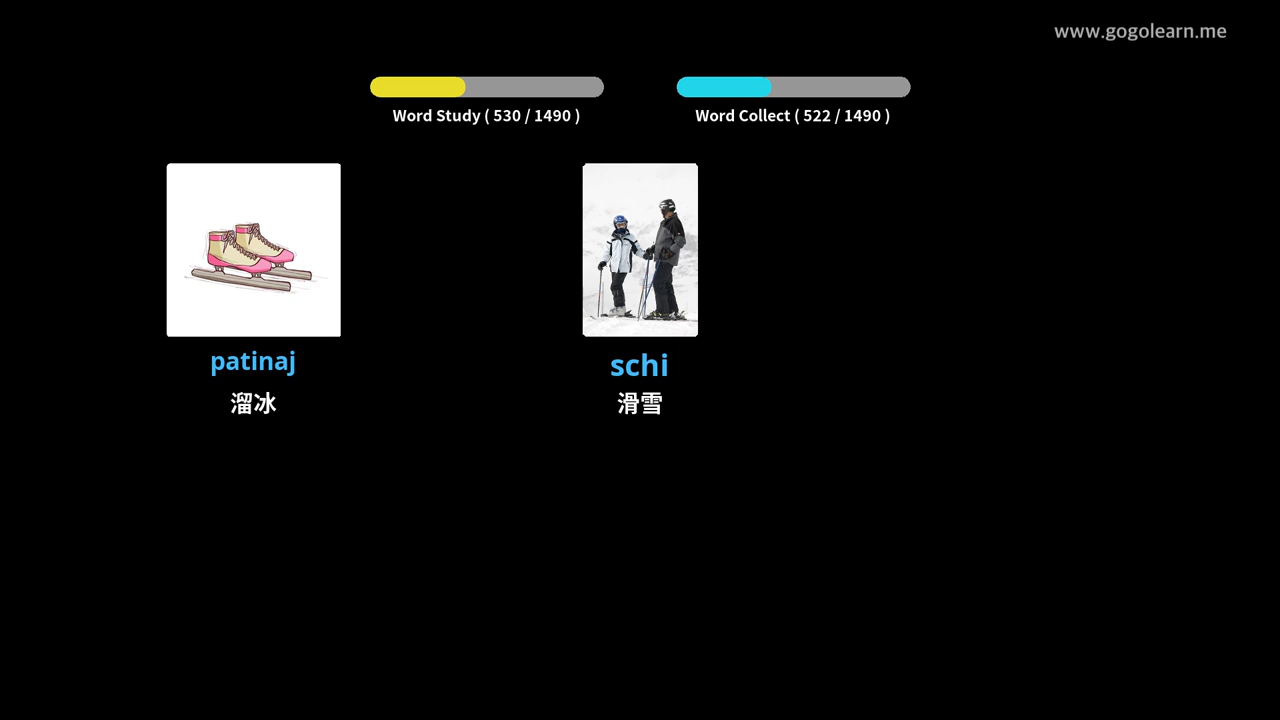 www.gogolearn.me
Word Study ( 530 / 1490 )
Word Collect ( 522 / 1490 )
patinaj
溜冰
schi
滑雪